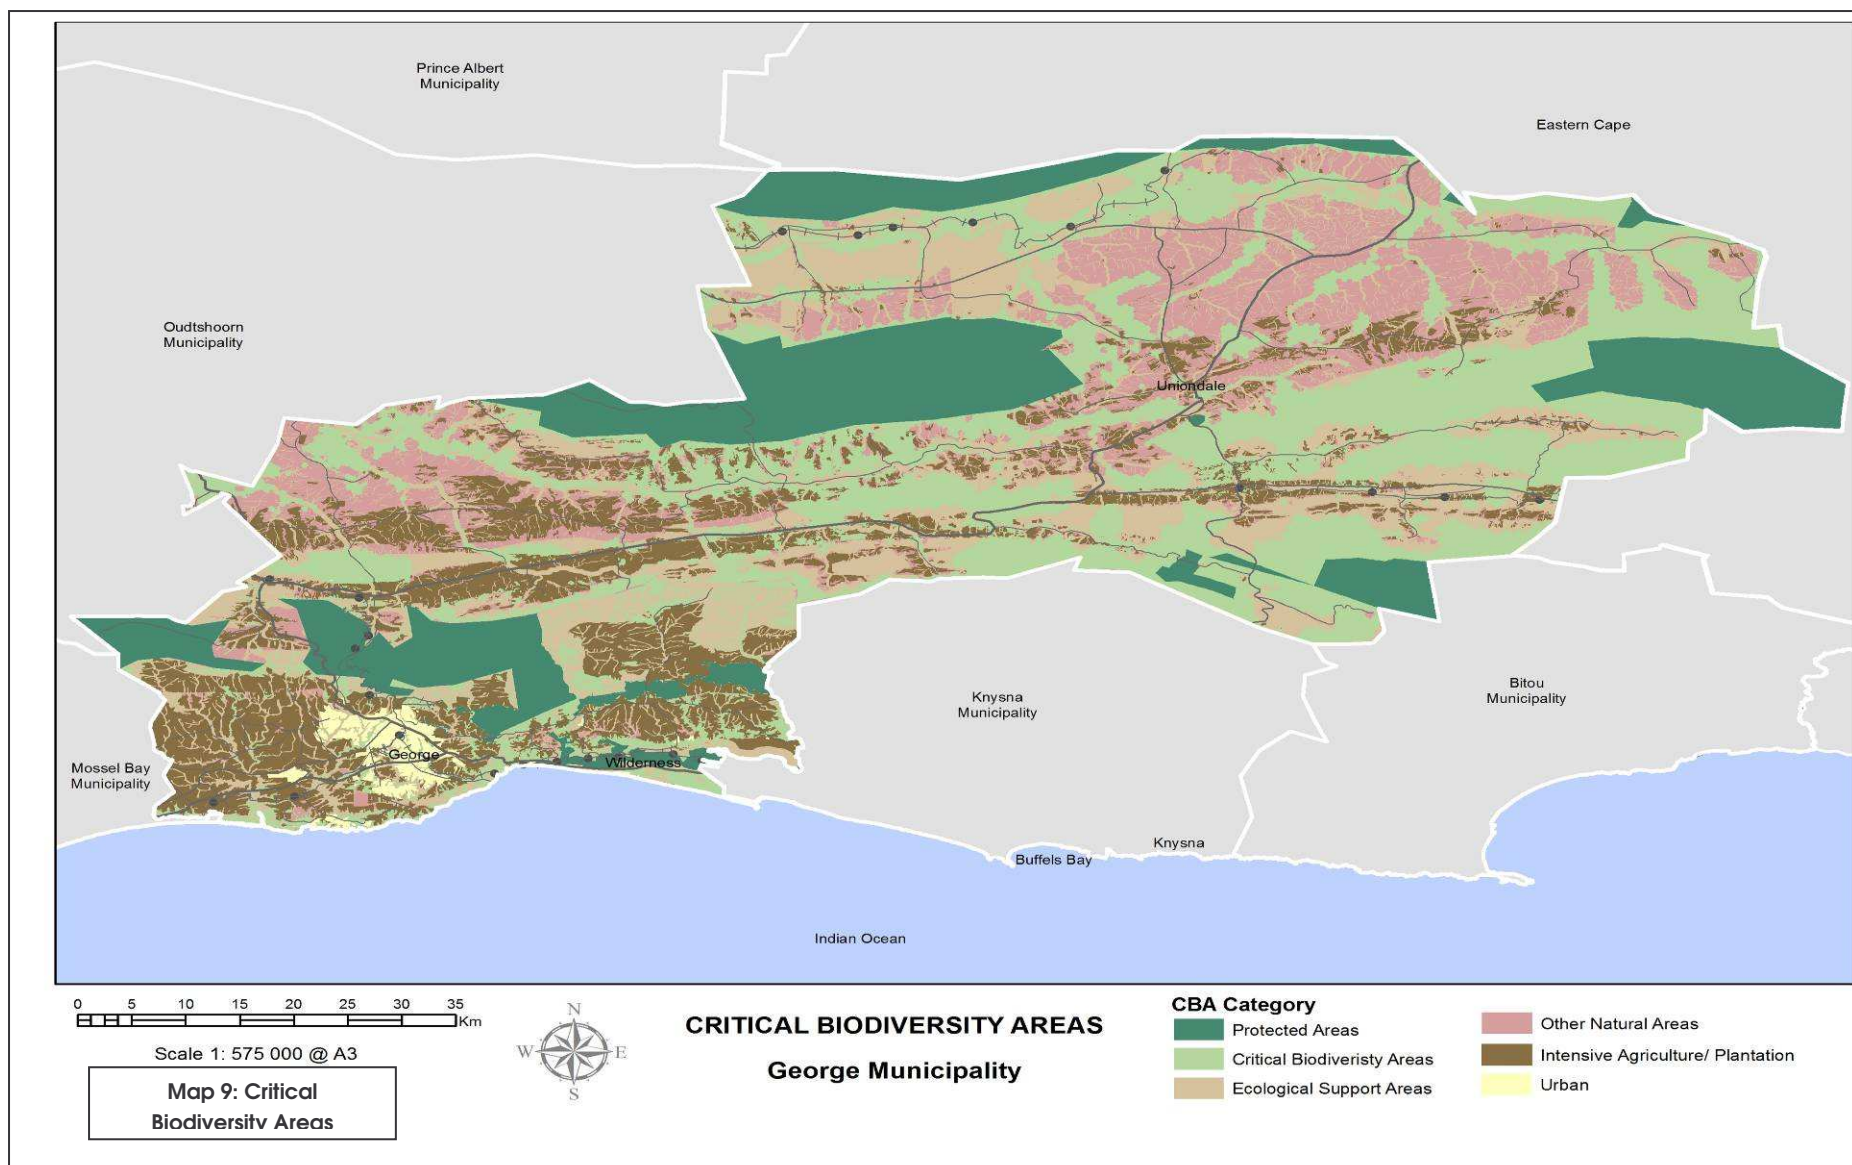 Prince Albert
Municipality
Eastern Cape
Oudtshoorn
Municipality
Uniondale
Knysna
Municipality
Bitou
Municipality
George
Wilderness
Mossel Bay
Municipality
Knysna
Buffels Bay
Indian Ocean
0 5 10 15 20 25 30 35
Km
Scale 1: 575 000 @ A3
Map 9: Critical
Biodiversity Areas
N
W E
S
CRITICAL BIODIVERSITY AREAS
George Municipality
CBA Category
Protected Areas
Critical Biodiveristy Areas
Ecological Support Areas
Other Natural Areas
Intensive Agriculture/ Plantation
Urban